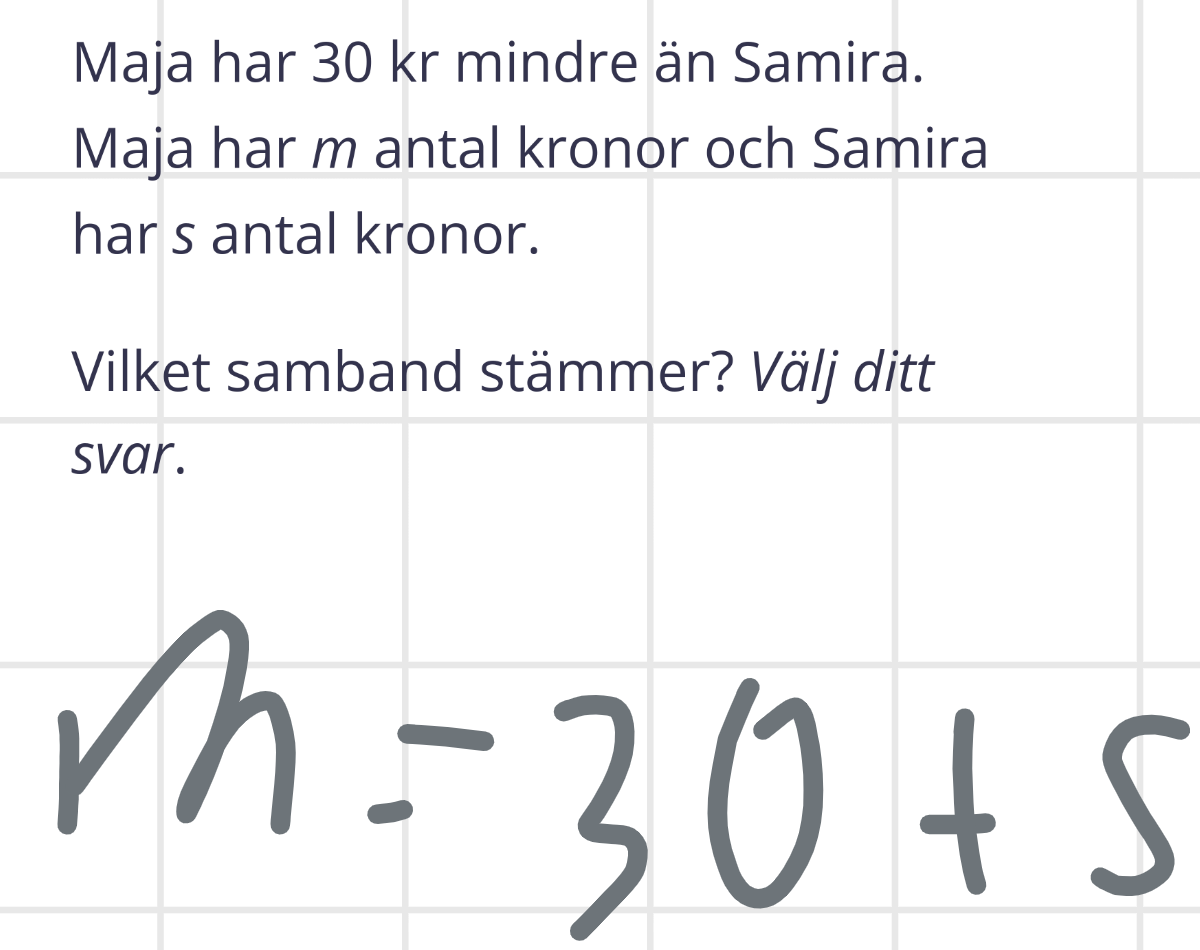 Maja har 30 kr mindre än Samira.
Maja har m antal kronor och Samira
har s antal kronor.
Vilket samband stämmer? Välj ditt
svar.
m = 30 + s